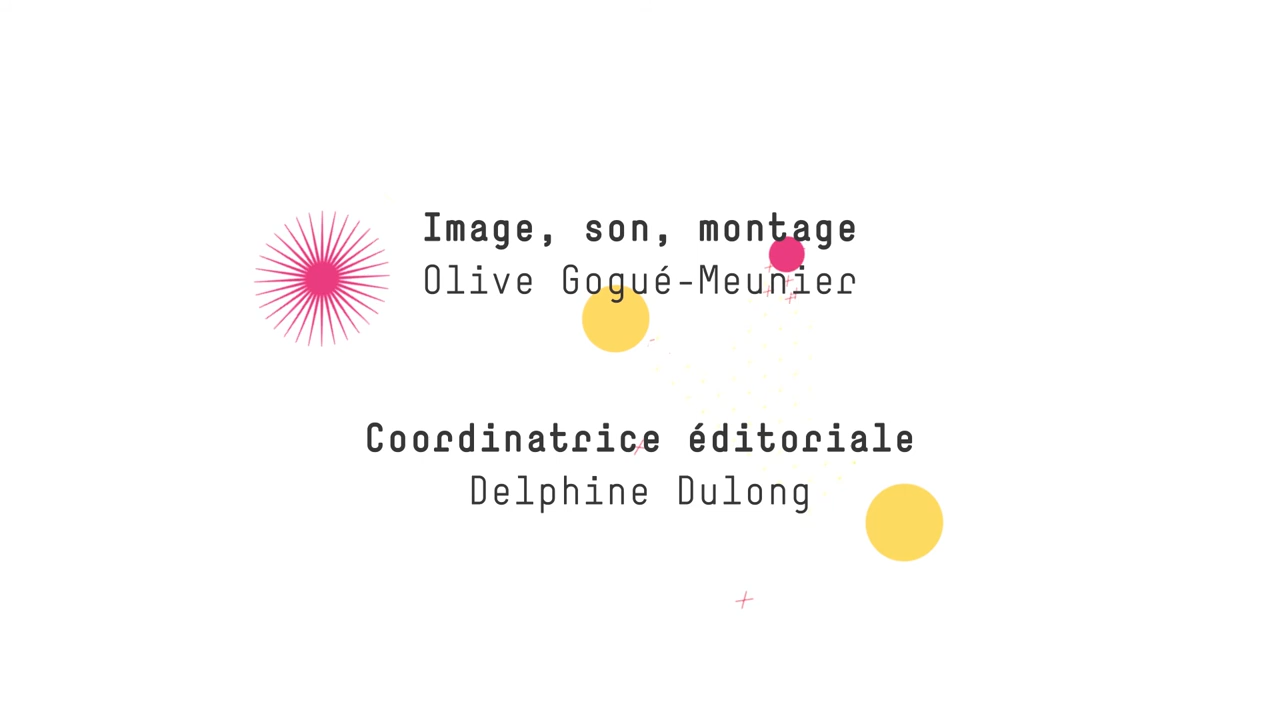 Image, son, montage
Olive Gogué-Meunier
Coordinatrice éditoriale
Delphine Dulong